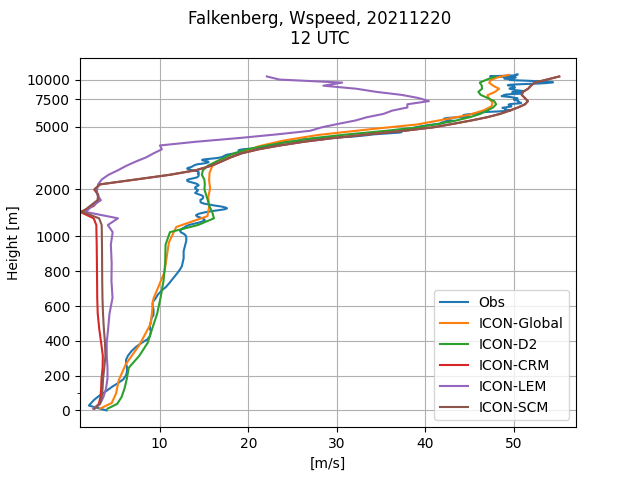 Falkenberg, Wspeed, 20211220
12 UTC
Height [m]
10000
7500
5000
2000
1000
800
600
400
200
0
10
20
30
40
50
[m/s]
Obs
ICON-Global
ICON-D2
ICON-CRM
ICON-LEM
ICON-SCM